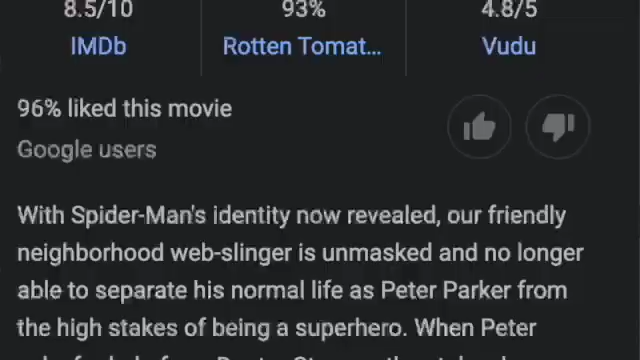 8.5/10 93% 4.8/5
IMDb Rotten Tomat... Vudu
96% liked this movie
Google users
With Spider-Man's identity now revealed, our friendly
neighborhood web-slinger is unmasked and no longer
able to separate his normal life as Peter Parker from
the high stakes of being a superhero. When Peter